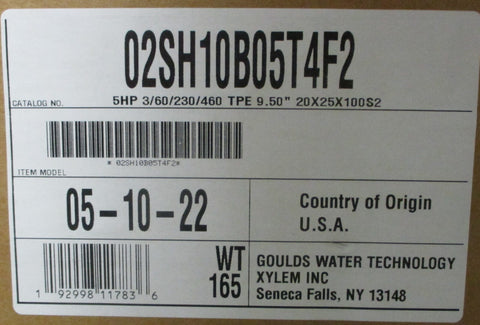 02SH10B05T4F2
CATALOG NO. 5HP 3/60/230/460 TPE 9.50" 20X25X100S2
* 02SH10B05T4F2*
ITEM MODEL
05-10-22
Country of Origin
U.S.A.
WT
165
GOULDS WATER TECHNOLOGY
XYLEM INC
Seneca Falls, NY 13148
1 92998 11783 6